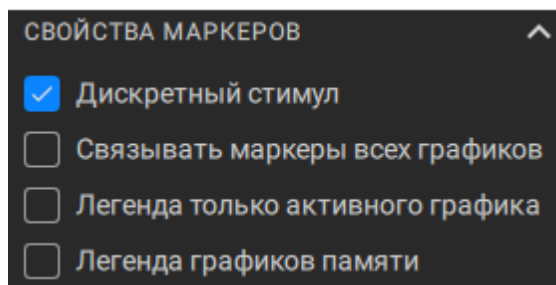 СВОЙСТВА МАРКЕРОВ
Дискретный стимул
Связывать маркеры всех графиков
Легенда только активного графика
Легенда графиков памяти